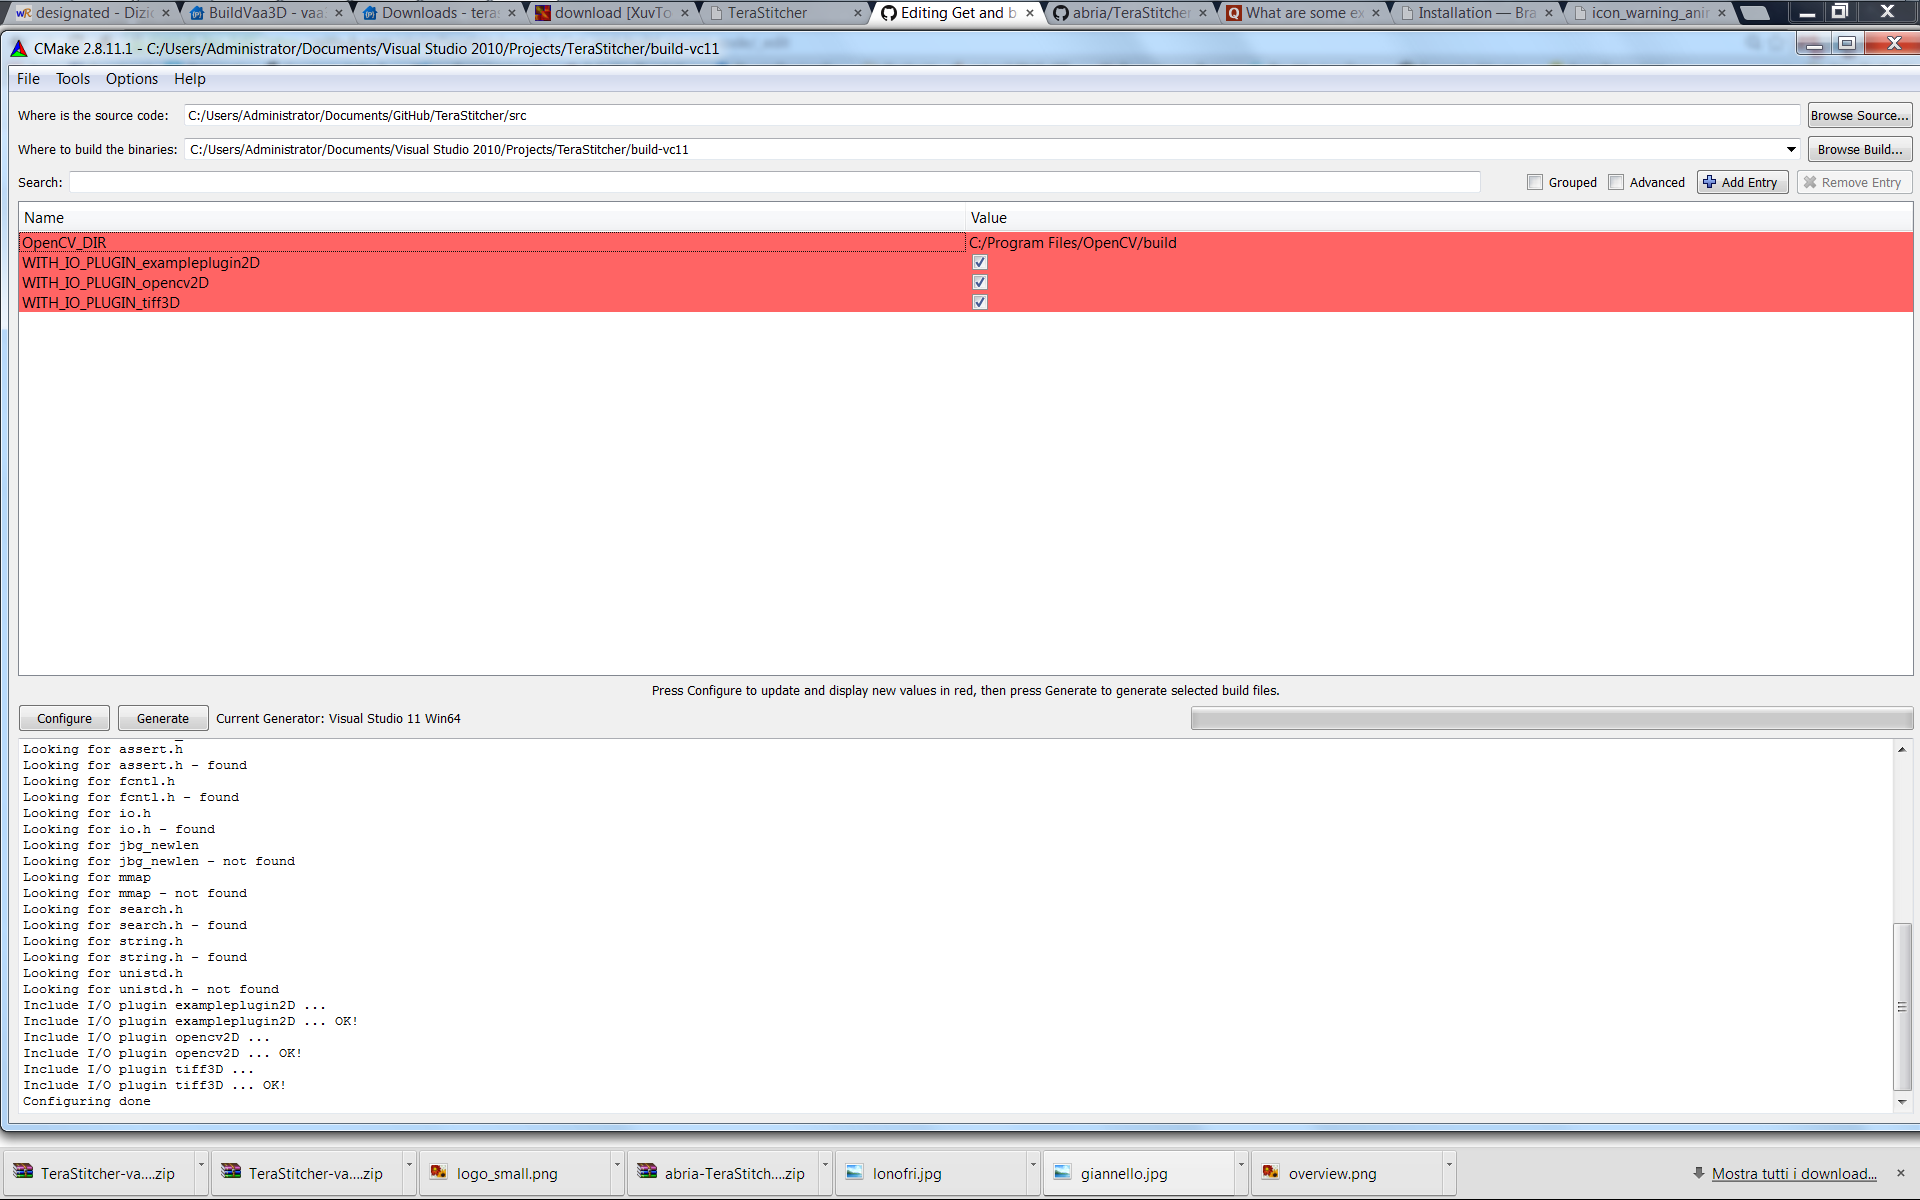 designated - Dizio
BuildVaa3D - vaa
Downloads - teras
download [XuvToo
TeraStitcher
Editing Get and b
abria/TeraStitcher
What are some ex
Installation — Bra
icon_warning_anir
CMake 2.8.11.1 - C:/Users/Administrator/Documents/Visual Studio 2010/Projects/TeraStitcher/build-vc11
File Tools Options Help
Where is the source code: C:/Users/Administrator/Documents/GitHub/TeraStitcher/src Browse Source...
Where to build the binaries: C:/Users/Administrator/Documents/Visual Studio 2010/Projects/TeraStitcher/build-vc11 Browse Build...
Search: Grouped Advanced Add Entry Remove Entry
Name Value
OpenCV_DIR C:/Program Files/OpenCV/build
WITH_IO_PLUGIN_exampleplugin2D
WITH_IO_PLUGIN_opencv2D
WITH_IO_PLUGIN_tiff3D
Press Configure to update and display new values in red, then press Generate to generate selected build files.
Configure Generate Current Generator: Visual Studio 11 Win64
Looking for assert.h
Looking for assert.h - found
Looking for fcntl.h
Looking for fcntl.h - found
Looking for io.h
Looking for io.h - found
Looking for jbg_newlen
Looking for jbg_newlen - not found
Looking for mmap
Looking for mmap - not found
Looking for search.h
Looking for search.h - found
Looking for string.h
Looking for string.h - found
Looking for unistd.h
Looking for unistd.h - not found
Include I/O plugin exampleplugin2D ...
Include I/O plugin exampleplugin2D ... OK!
Include I/O plugin opencv2D ...
Include I/O plugin opencv2D ... OK!
Include I/O plugin tiff3D ...
Include I/O plugin tiff3D ... OK!
Configuring done
TeraStitcher-va....zip
TeraStitcher-va....zip
logo_small.png
abria-TeraStitch....zip
lonofri.jpg
giannello.jpg
overview.png
Mostra tutti i download...